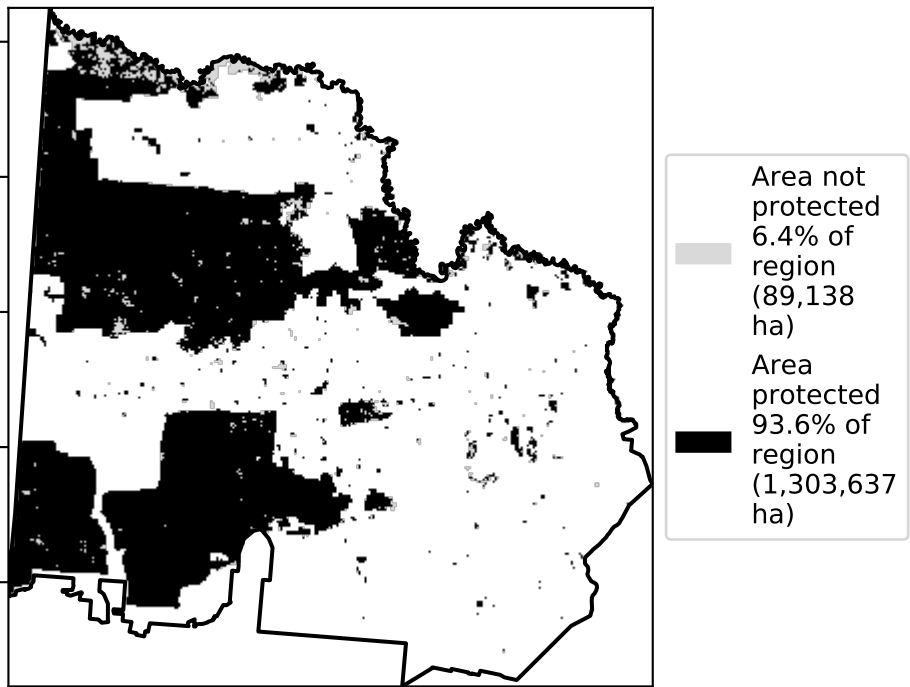 Area not
protected
6.4% of
region
(89,138
ha)
Area
protected
93.6% of
region
(1,303,637
ha)